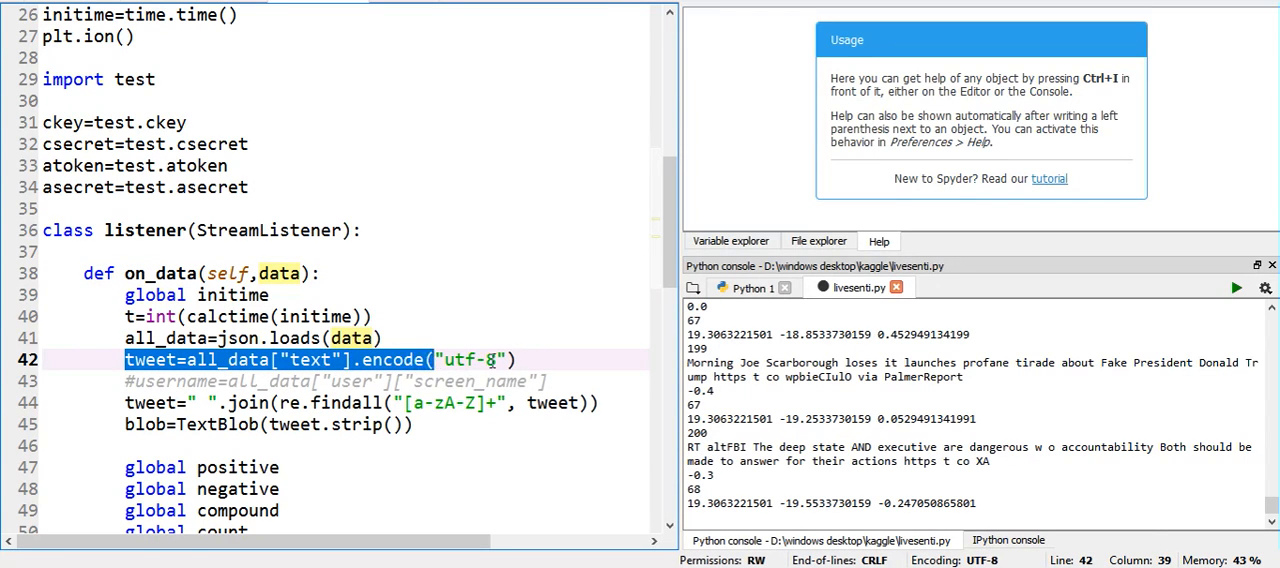 26 initime=time.time()
27 plt.ion()
28
29 import test
30
31 ckey=test.ckey
32 csecret=test.csecret
33 atoken=test.atoken
34 asecret=test.asecret
35
36 class listener(StreamListener):
37
38 def on_data(self,data):
39 global initime
40 t=int(calctime(initime))
41 all_data=json.loads(data)
42 tweet=all_data["text"].encode("utf-8")
43 #username=all_data["user"]["screen_name"]
44 tweet=" ".join(re.findall("[a-zA-Z]+", tweet))
45 blob=TextBlob(tweet.strip())
46
47 global positive
48 global negative
49 global compound
50 global count
Usage
Here you can get help of any object by pressing Ctrl+I in
front of it, either on the Editor or the Console.
Help can also be shown automatically after writing a left
parenthesis next to an object. You can activate this
behavior in Preferences > Help.
New to Spyder? Read our tutorial
Variable explorer File explorer Help
Python console - D:\windows desktop\kaggle\livesenti.py
Python 1 livesenti.py
0.0
67
19.3063221501 -18.8533730159 0.452949134199
199
Morning Joe Scarborough loses it launches profane tirade about Fake President Donald Tr
ump https t co wpbieCIulO via PalmerReport
-0.4
67
19.3063221501 -19.2533730159 0.0529491341991
200
RT altFBI The deep state AND executive are dangerous w o accountability Both should be
made to answer for their actions https t co XA
-0.3
68
19.3063221501 -19.5533730159 -0.247050865801
Python console - D:\windows desktop\kaggle\livesenti.py IPython console
Permissions: RW End-of-lines: CRLF Encoding: UTF-8 Line: 42 Column: 39 Memory: 43 %